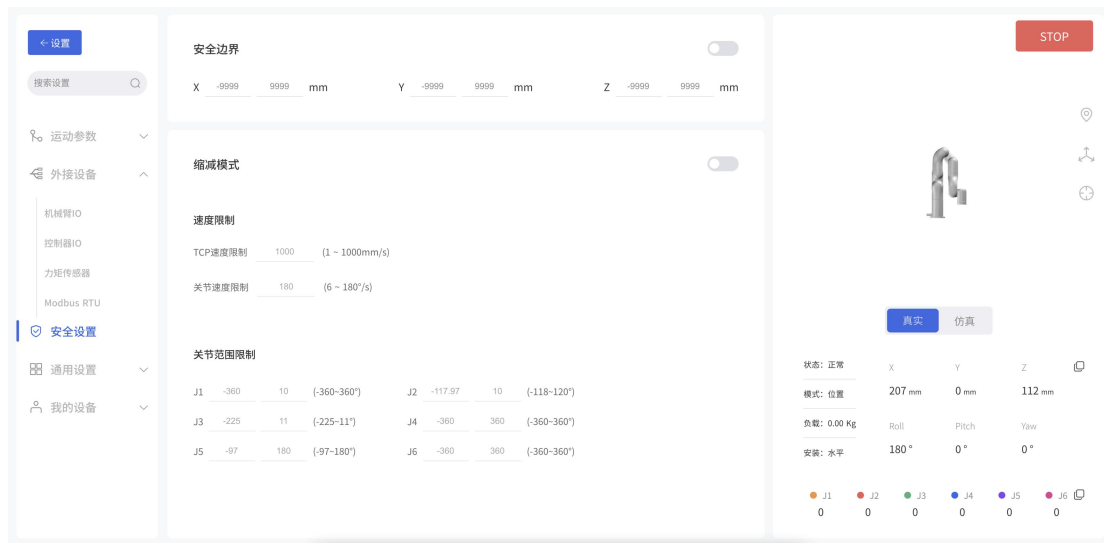 ← 设置
搜索设置
运动参数
外接设备
机械臂IO
控制器IO
力矩传感器
Modbus RTU
安全设置
通用设置
我的设备
安全边界
X -9999 9999 mm Y -9999 9999 mm Z -9999 9999 mm
缩减模式
速度限制
TCP速度限制 1000 (1 ~ 1000mm/s)
关节速度限制 180 (6 ~ 180°/s)
关节范围限制
J1 -360 10 (-360~360°) J2 -117.97 10 (-118~120°)
J3 -225 11 (-225~11°) J4 -360 360 (-360~360°)
J5 -97 180 (-97~180°) J6 -360 360 (-360~360°)
STOP
真实 仿真
状态: 正常 X Y Z
模式: 位置 207 mm 0 mm 112 mm
负载: 0.00 Kg Roll Pitch Yaw
安装: 水平 180 ° 0 ° 0 °
J1 J2 J3 J4 J5 J6
0 0 0 0 0 0